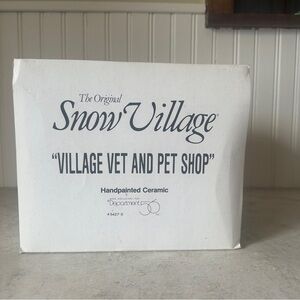 The Original
Snow Village
"VILLAGE VET AND PET SHOP"
Handpainted Ceramic
Department 56